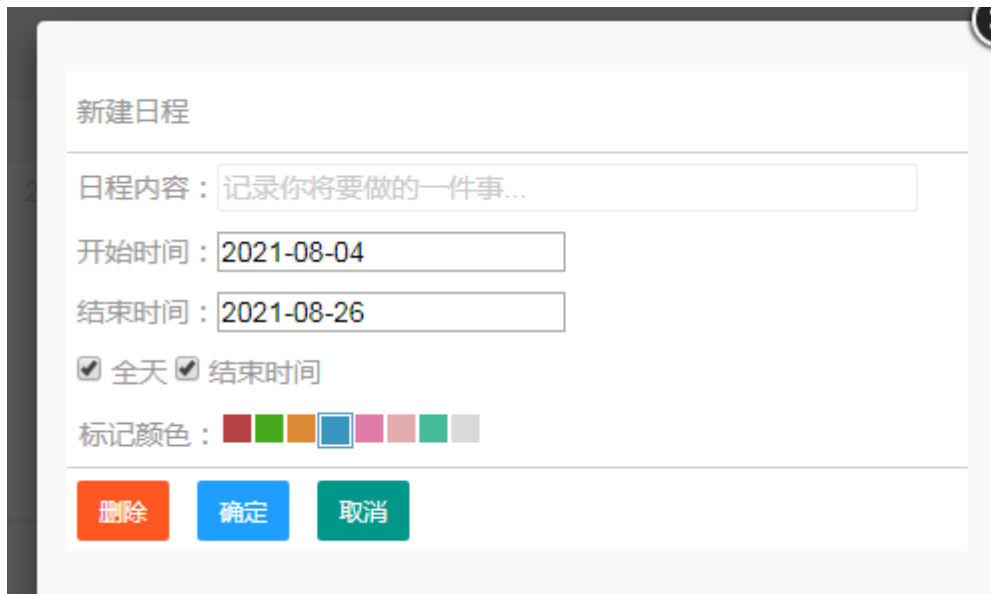 新建日程
日程内容：记录你将要做的一件事...
开始时间：2021-08-04
结束时间：2021-08-26
全天 结束时间
标记颜色：
删除 确定 取消